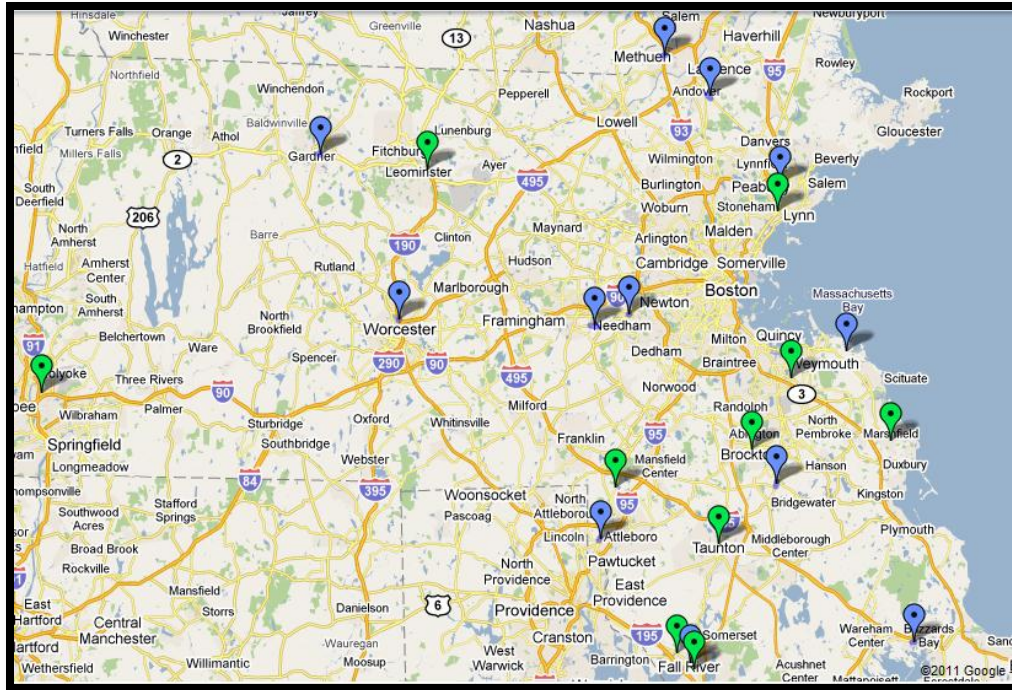 Hinsdale
Jaffrey
Greenville
Nashua
Salem
Newburyport
Winchester
13
Haverhill
Methuen
Rowley
Northfield
Winchendon
Pepperell
Andover
95
Rockport
Turners Falls
Orange
Athol
Baldwinville
Lunenburg
Lowell
93
Gloucester
Millers Falls
2
Gardner
Leominster
Ayer
Wilmington
Danvers
Beverly
South
Deerfield
495
Burlington
Salem
Woburn
Stoneham
Lynn
206
North
Amherst
Barre
Clinton
Maynard
Arlington
Malden
Hatfield
190
Amherst
Center
Rutland
Hudson
Cambridge
Somerville
South
Amherst
Marlborough
90
Newton
Boston
Massachusetts
Bay
Belchertown
North
Brookfield
Worcester
Framingham
Needham
Milton
Quincy
91
Ware
Spencer
290
90
Dedham
Braintree
Weymouth
Scituate
Three Rivers
90
495
Norwood
3
Wilbraham
Palmer
Sturbridge
Oxford
Milford
Randolph
North
Pembroke
Marshfield
Springfield
Southbridge
Whitinsville
Franklin
95
Longmeadow
84
Webster
395
Mansfield
Center
Hanson
Duxbury
Stafford
Springs
Woonsocket
Pascoag
North
95
Bridgewater
Kingston
Southwood
Acres
Lincoln
Attleboro
Taunton
Middleborough
Center
Plymouth
Broad Brook
Pawtucket
Rockville
North
Providence
East
Providence
Mansfield
Storrs
Danielson
6
Providence
195
Somerset
Wareham
Center
Buzzards
Bay
East
Hartford
Central
Manchester
Wauregan
Cranston
Wethersfield
Willimantic
Moosup
West
Warwick
Barrington
Fall River
Acushnet
Center
©2011 Google